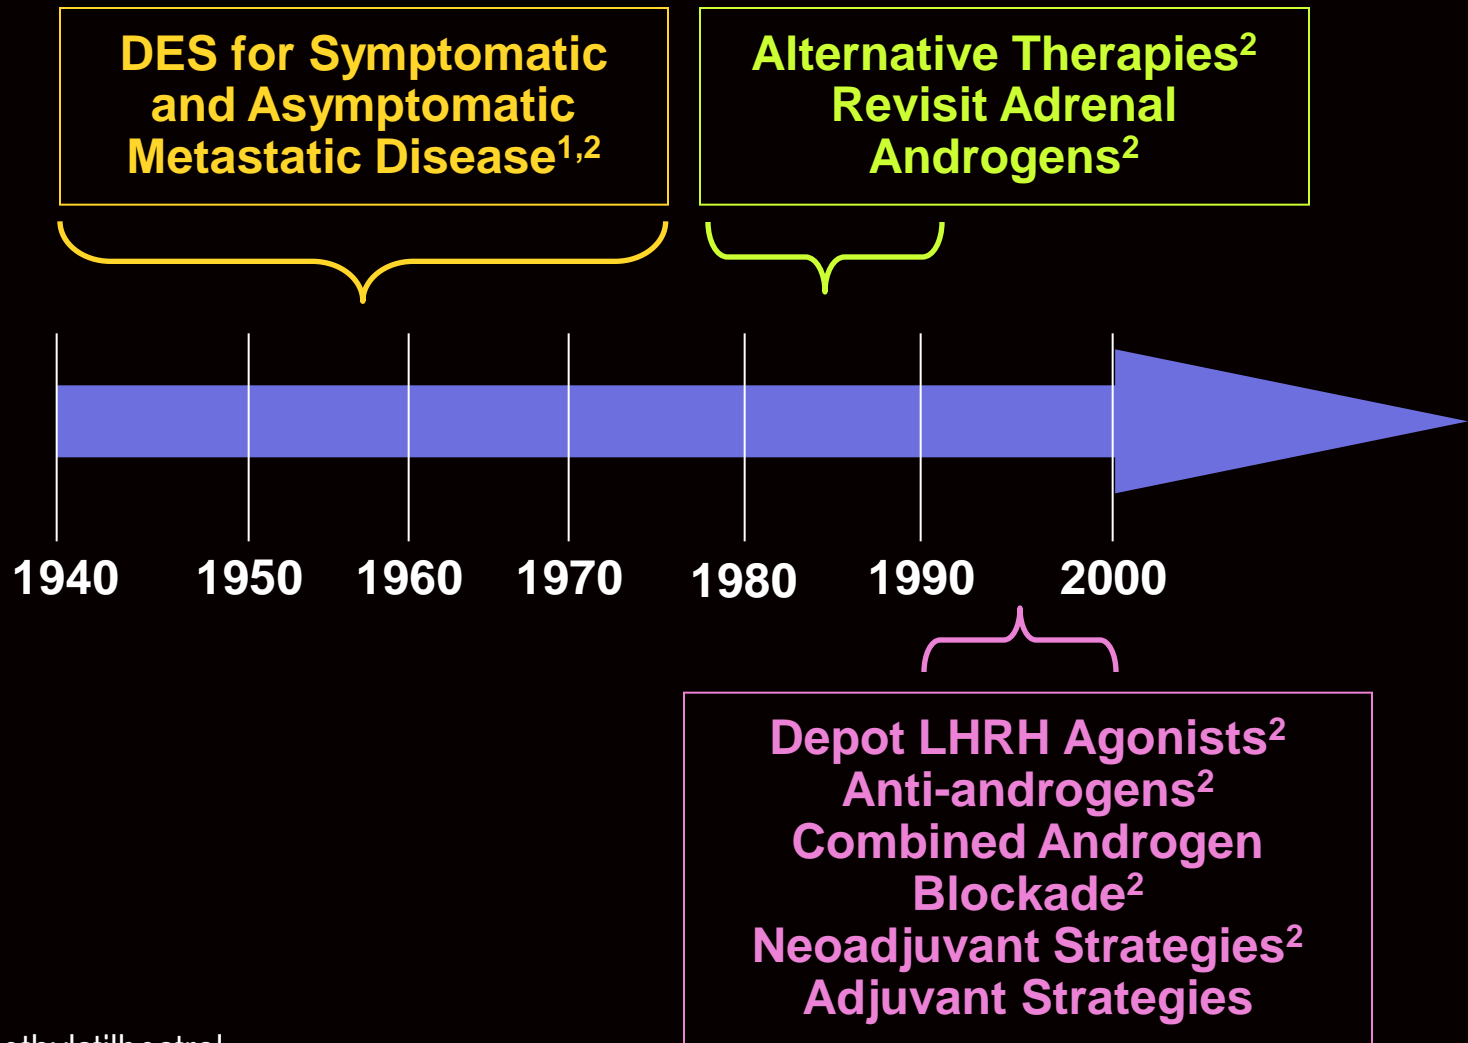 DES for Symptomatic
and Asymptomatic
Metastatic Disease¹,²
Alternative Therapies²
Revisit Adrenal
Androgens²
1940 1950 1960 1970 1980 1990 2000
Depot LHRH Agonists²
Anti-androgens²
Combined Androgen
Blockade²
Neoadjuvant Strategies²
Adjuvant Strategies